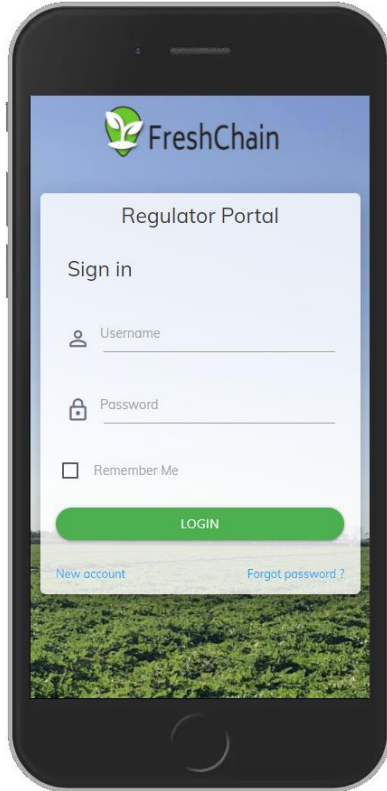 FreshChain
Regulator Portal
Sign in
Username
Password
Remember Me
LOGIN
New account
Forgot password ?